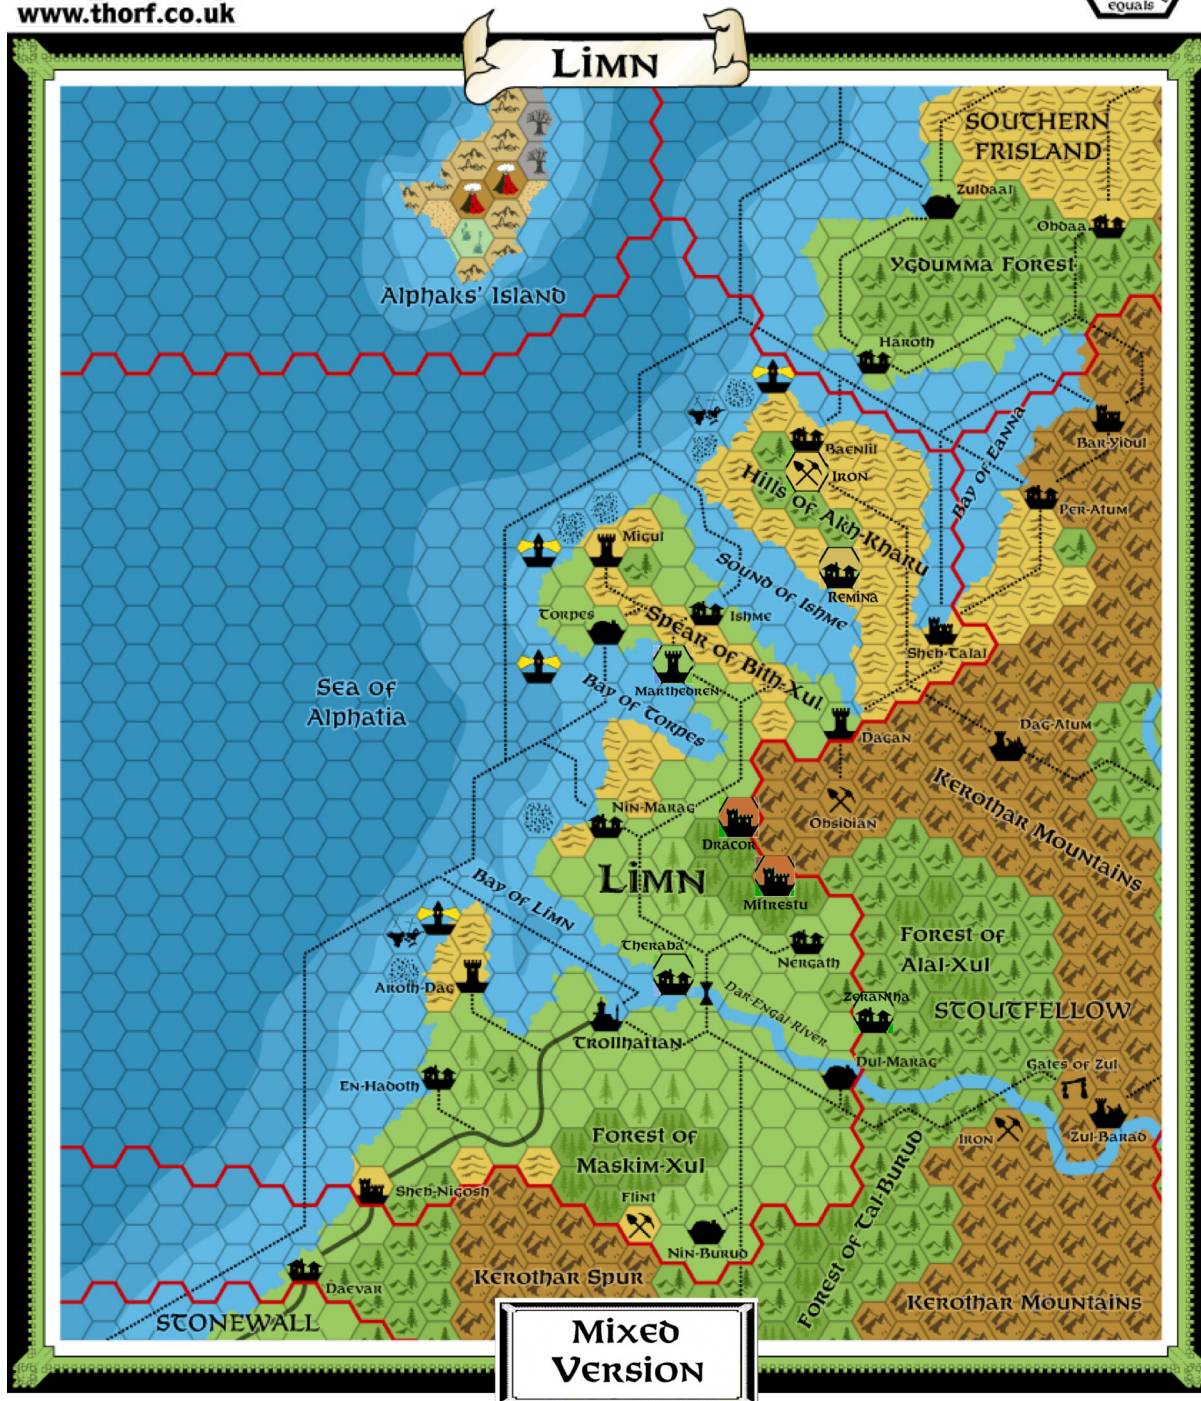 www.thorf.co.uk
equals
Limn
SOUTHERN
FRISLAND
Zuldaal
Obdaa
Ygdumma Forest
Alphaks' Island
Haroth
Bay of Eanna
Bar-Yidul
Baenlil
Iron
Hills of Akh-Kharu
Per-Atum
Migul
Sound of Ishme
Remina
Torpes
Ishme
Spear of Bith-Xul
Sheb-Talal
Sea of
Alphatia
Marthedren
Bay of Torpes
Dagan
Dag-Atum
Kerothar Mountains
Nin-Marag
Obsidian
Dracor
Limn
Mitrestu
Bay of Limn
Theraba
Nergath
Forest of
Alal-Xul
Aroth-Dag
Dar-Engal River
Zerantha
STOUTFELLOW
Trollhattan
Dul-Marag
Gates of Zul
En-Hadoth
Iron
Zul-Barad
Forest of
Maskim-Xul
Forest of Tal-Burud
Sheb-Nigosh
Flint
Nin-Burud
Daevar
Kerothar Spur
Kerothar Mountains
STONEWALL
Mixed
Version